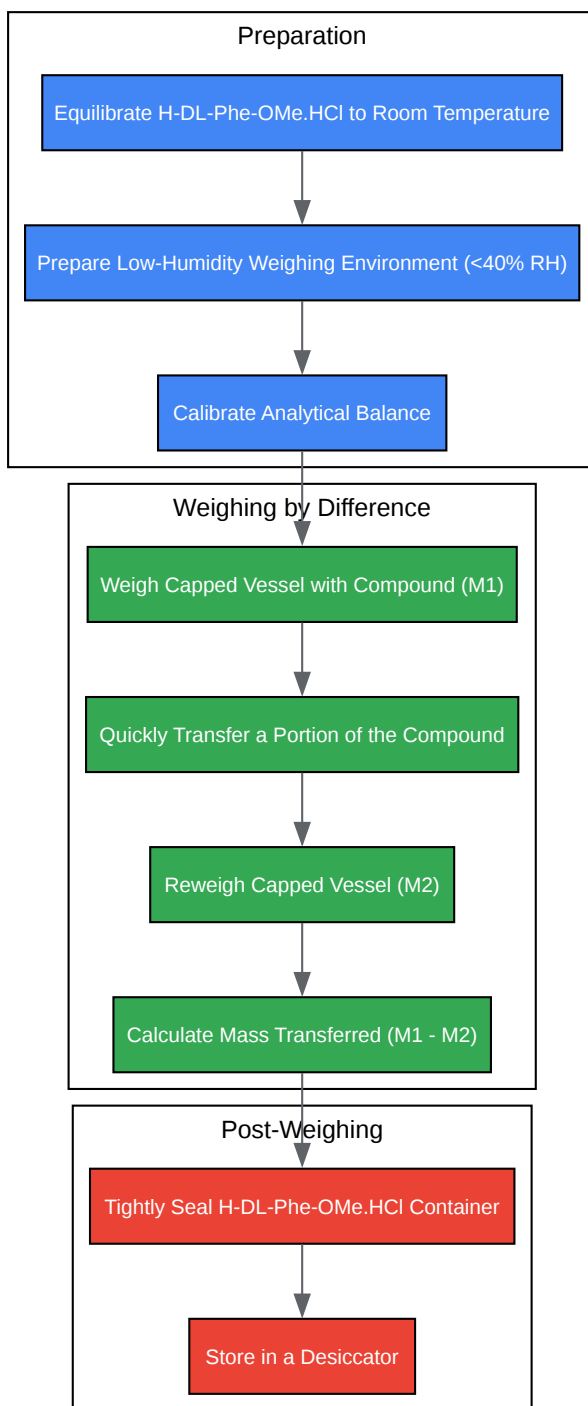 Preparation
Equilibrate H-DL-Phe-OMe.HCl to Room Temperature
Prepare Low-Humidity Weighing Environment (<40% RH)
Calibrate Analytical Balance
Weighing by Difference
Weigh Capped Vessel with Compound (M1)
Quickly Transfer a Portion of the Compound
Reweigh Capped Vessel (M2)
Calculate Mass Transferred (M1 - M2)
Post-Weighing
Tightly Seal H-DL-Phe-OMe.HCl Container
Store in a Desiccator